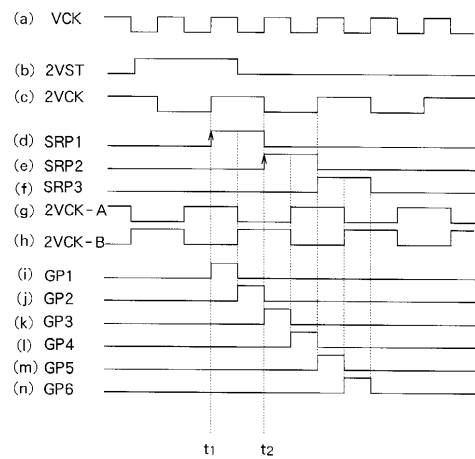 (a) VCK
(b) 2VST
(c) 2VCK
(d) SRP1
(e) SRP2
(f) SRP3
(g) 2VCK-A
(h) 2VCK-B
(i) GP1
(j) GP2
(k) GP3
(l) GP4
(m) GP5
(n) GP6
t1 t2